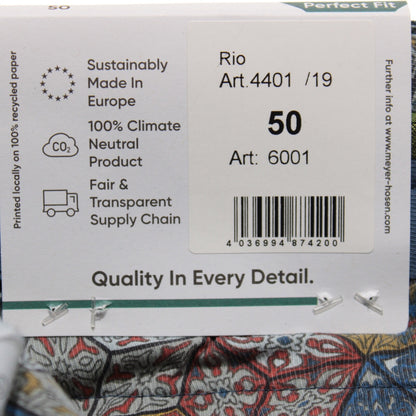 50
Perfect Fit
Sustainably
Made In
Europe
CO2
100% Climate
Neutral
Product
Fair &
Transparent
Supply Chain
Printed locally on 100% recycled paper
Rio
Art.4401 /19
50
Art: 6001
4 036994 874200
Further info at
www.meyer-hosen.com
Quality In Every Detail.